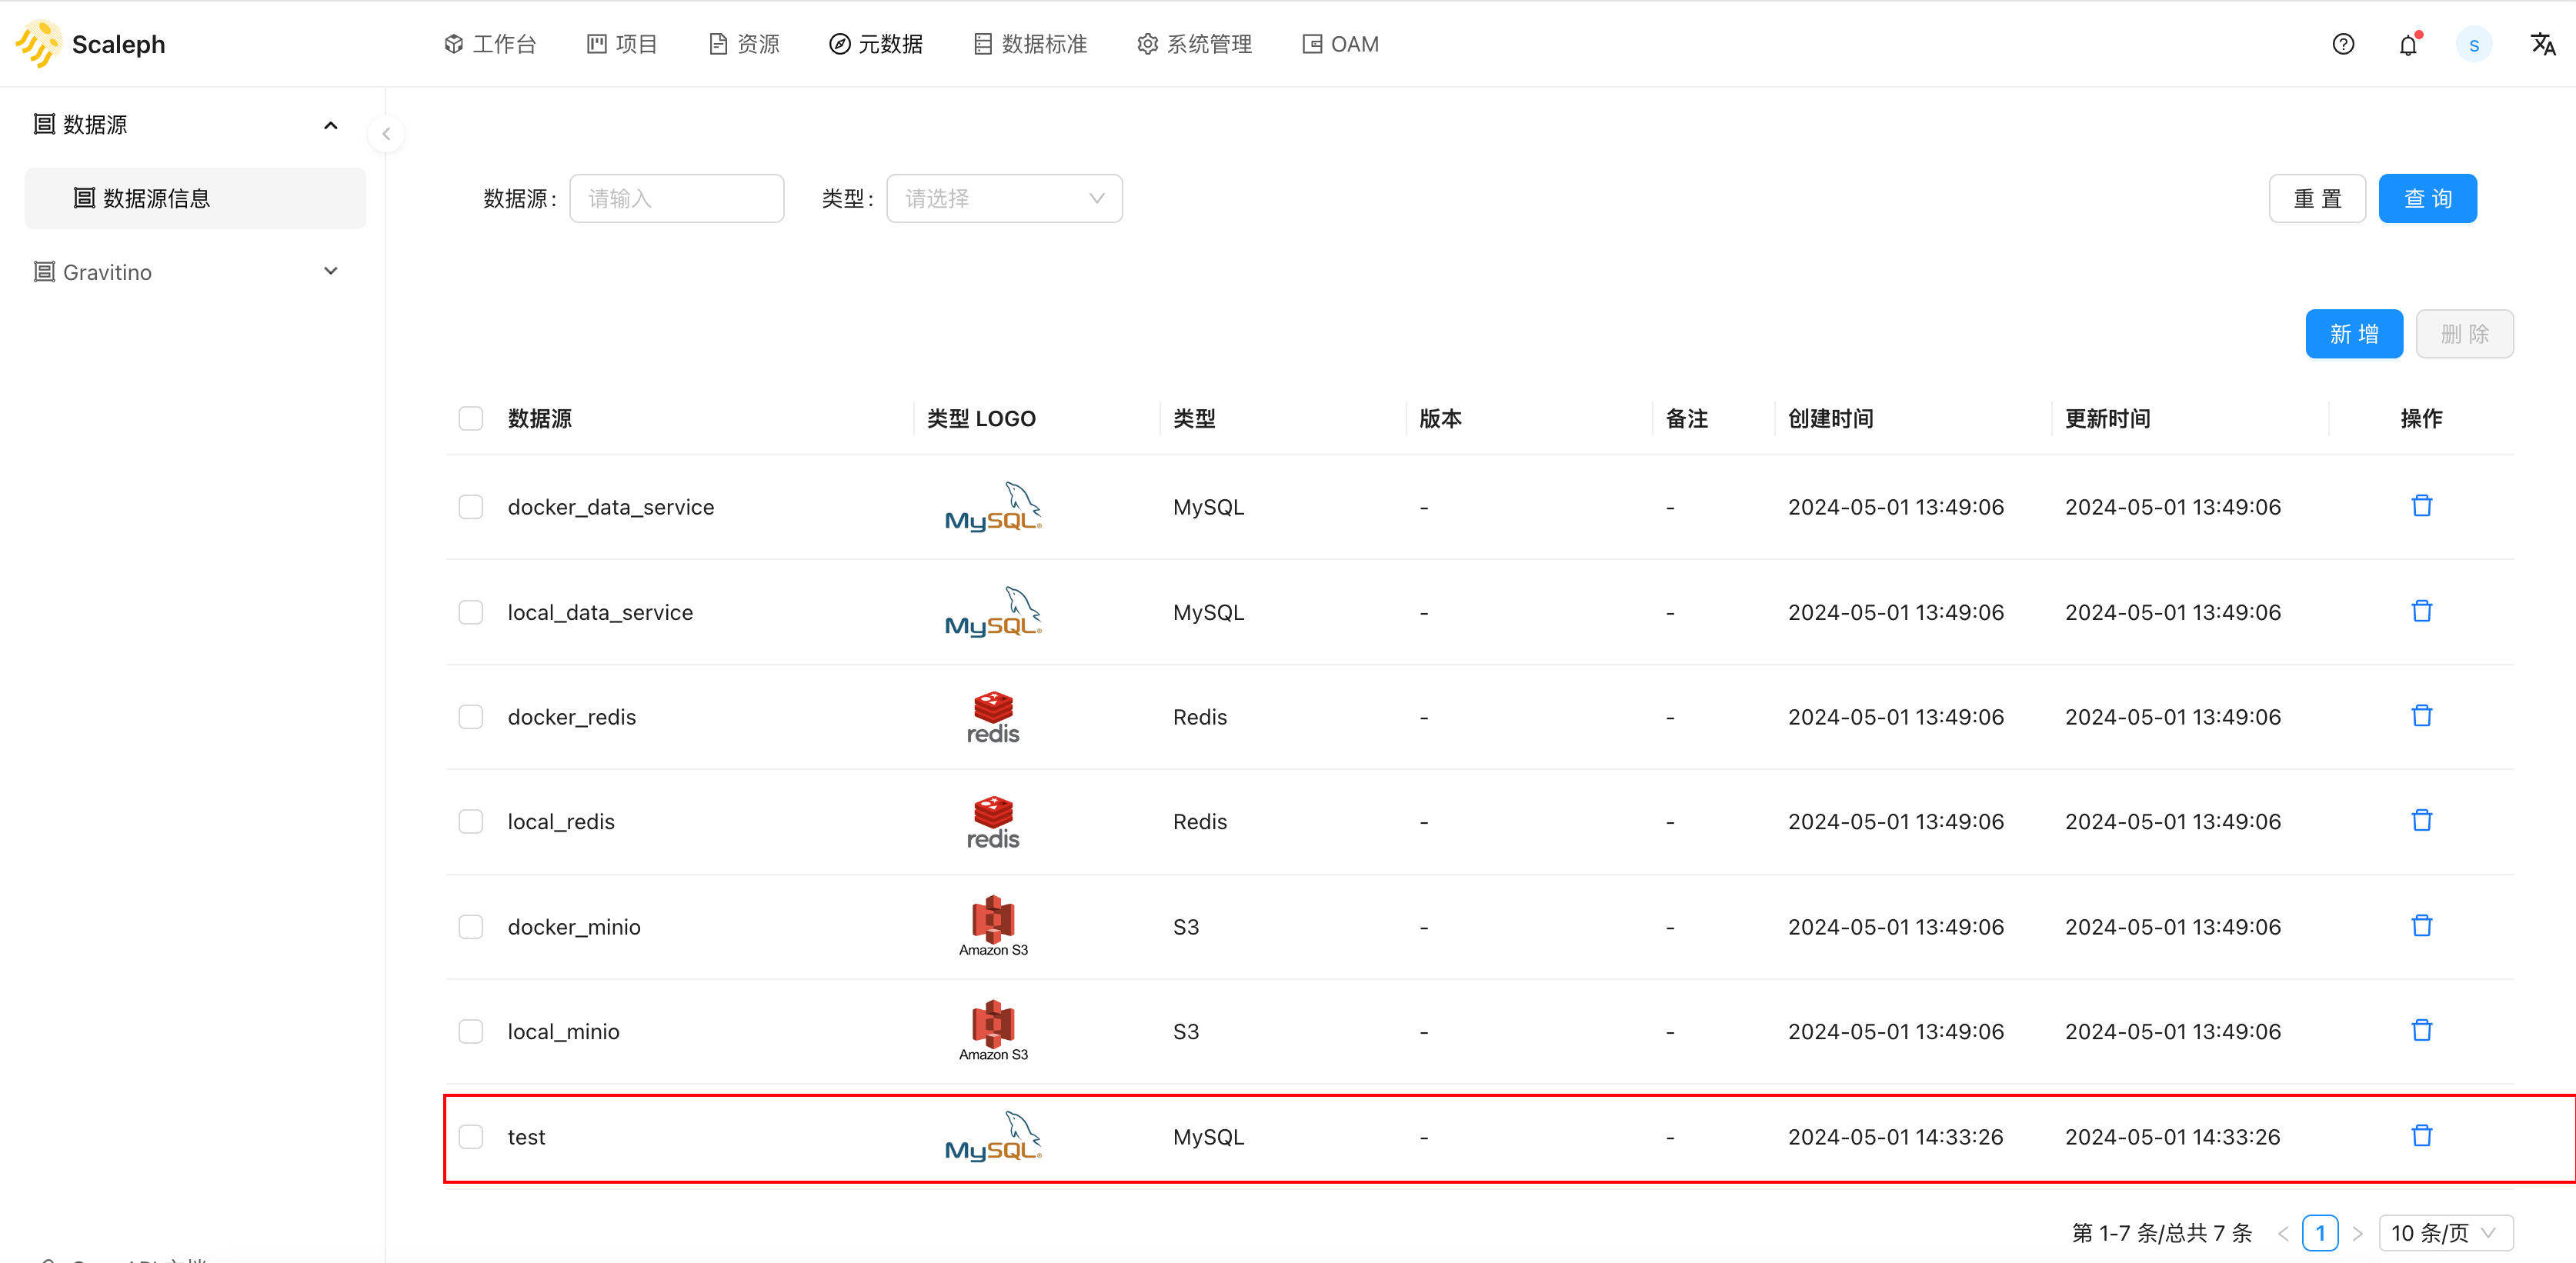 Scaleph 工作台 项目 资源 元数据 数据标准 系统管理 OAM s
数据源
数据源信息
Gravitino
数据源: 请输入 类型: 请选择 重 置 查 询
新 增 删 除
数据源 类型 LOGO 类型 版本 备注 创建时间 更新时间 操作
docker_data_service MySQL MySQL - - 2024-05-01 13:49:06 2024-05-01 13:49:06
local_data_service MySQL MySQL - - 2024-05-01 13:49:06 2024-05-01 13:49:06
docker_redis redis Redis - - 2024-05-01 13:49:06 2024-05-01 13:49:06
local_redis redis Redis - - 2024-05-01 13:49:06 2024-05-01 13:49:06
docker_minio Amazon S3 S3 - - 2024-05-01 13:49:06 2024-05-01 13:49:06
local_minio Amazon S3 S3 - - 2024-05-01 13:49:06 2024-05-01 13:49:06
test MySQL MySQL - - 2024-05-01 14:33:26 2024-05-01 14:33:26
第 1-7 条/总共 7 条 < 1 > 10 条/页